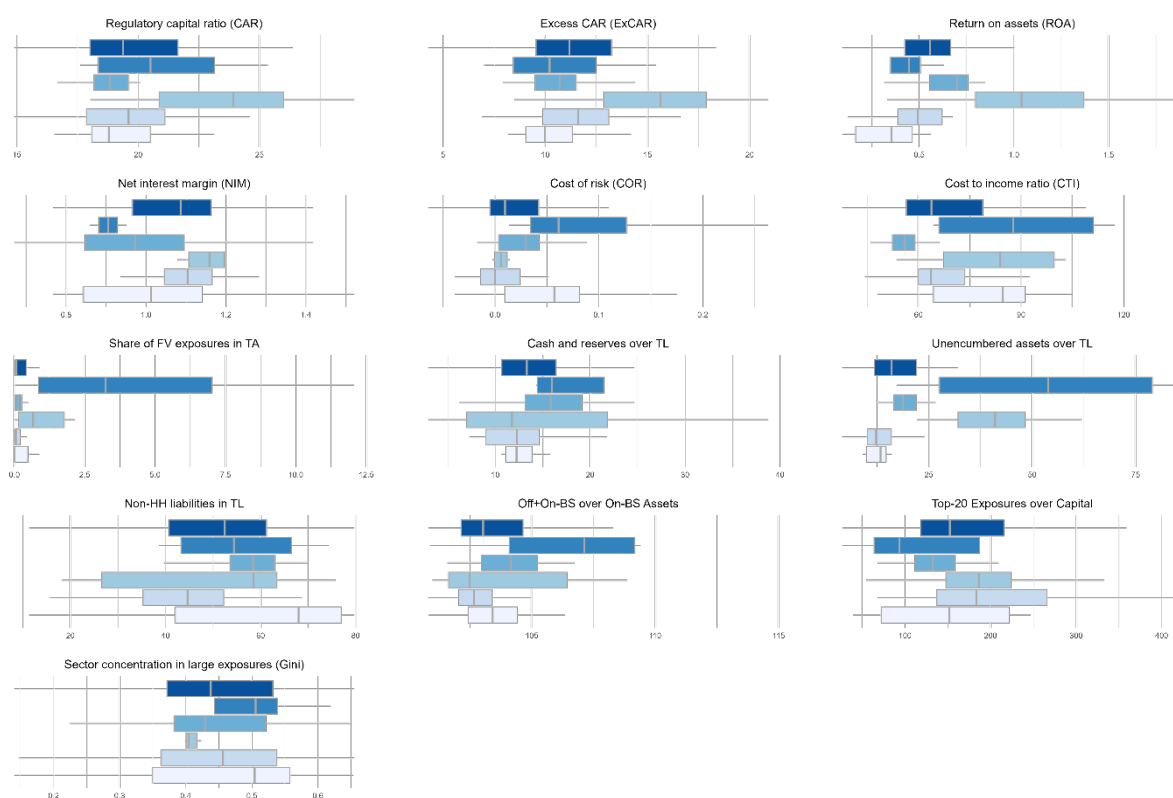 Regulatory capital ratio (CAR)
Excess CAR (ExCAR)
Return on assets (ROA)
15 20 25
5 10 15 20
0.5 1.0 1.5
Net interest margin (NIM)
Cost of risk (COR)
Cost to income ratio (CTI)
0.5 1.0 1.2 1.4
0.0 0.1 0.2
60 90 120
Share of FV exposures in TA
Cash and reserves over TL
Unencumbered assets over TL
0.0 2.5 5.0 7.5 10.0 12.5
10 20 30 40
25 50 75
Non-HH liabilities in TL
Off+On-BS over On-BS Assets
Top-20 Exposures over Capital
20 40 60 80
105 110 115
100 200 300 400
Sector concentration in large exposures (Gini)
0.2 0.3 0.4 0.5 0.6